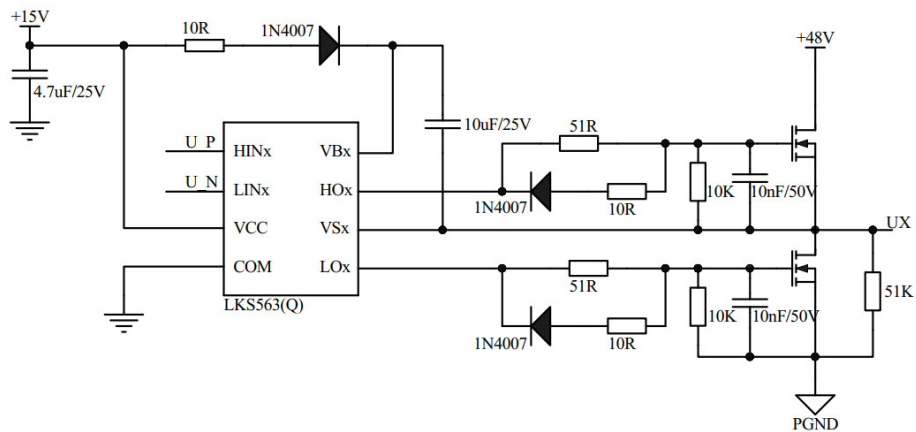 +15V
10R
1N4007
+48V
4.7uF/25V
10uF/25V
51R
U_P
HINx
VBx
U_N
LINx
HOx
1N4007
10R
10K
10nF/50V
VCC
VSx
UX
COM
LOx
51R
51K
LKS563(Q)
1N4007
10R
10K
10nF/50V
PGND